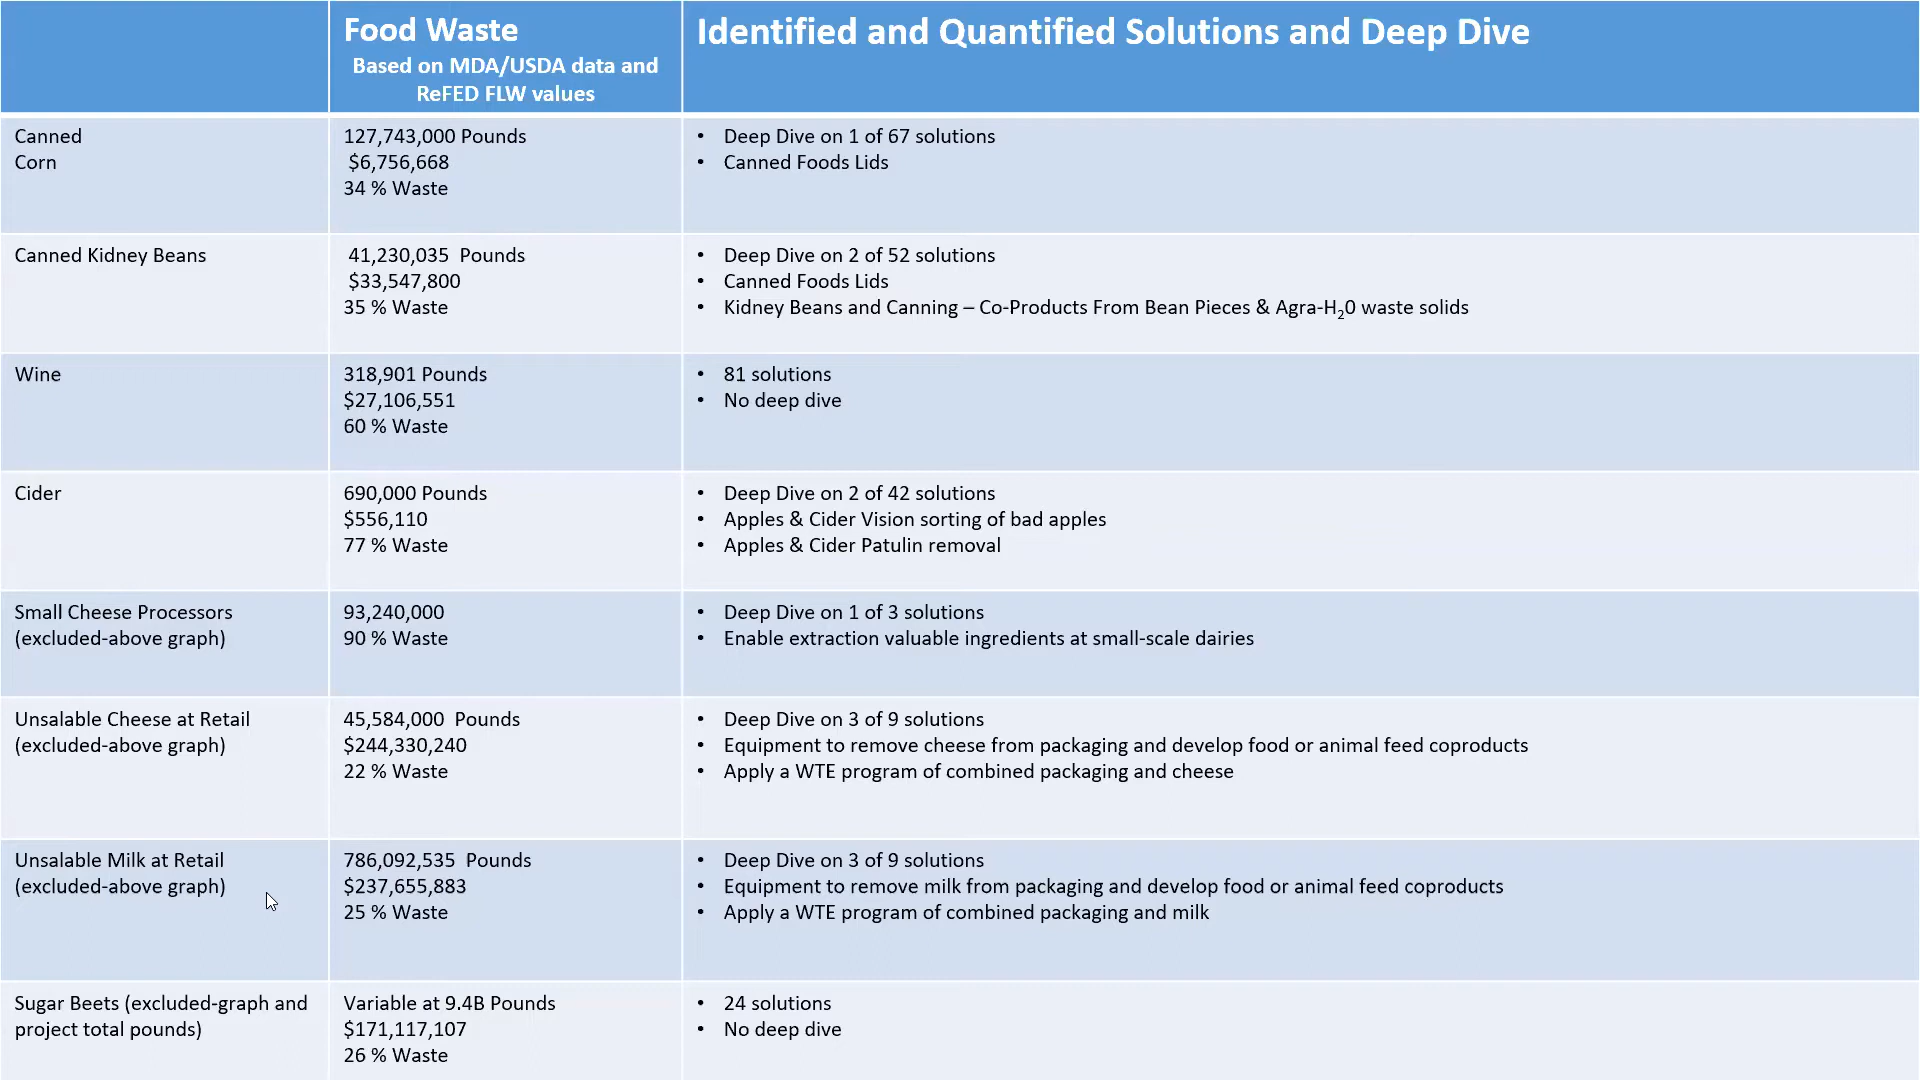 Food Waste
Based on MDA/USDA data and
ReFED FLW values
Identified and Quantified Solutions and Deep Dive
Canned
Corn
127,743,000 Pounds
$6,756,668
34 % Waste
• Deep Dive on 1 of 67 solutions
• Canned Foods Lids
Canned Kidney Beans
41,230,035 Pounds
$33,547,800
35 % Waste
• Deep Dive on 2 of 52 solutions
• Canned Foods Lids
• Kidney Beans and Canning – Co-Products From Bean Pieces & Agra-H₂0 waste solids
Wine
318,901 Pounds
$27,106,551
60 % Waste
• 81 solutions
• No deep dive
Cider
690,000 Pounds
$556,110
77 % Waste
• Deep Dive on 2 of 42 solutions
• Apples & Cider Vision sorting of bad apples
• Apples & Cider Patulin removal
Small Cheese Processors
(excluded-above graph)
93,240,000
90 % Waste
• Deep Dive on 1 of 3 solutions
• Enable extraction valuable ingredients at small-scale dairies
Unsalable Cheese at Retail
(excluded-above graph)
45,584,000 Pounds
$244,330,240
22 % Waste
• Deep Dive on 3 of 9 solutions
• Equipment to remove cheese from packaging and develop food or animal feed coproducts
• Apply a WTE program of combined packaging and cheese
Unsalable Milk at Retail
(excluded-above graph)
786,092,535 Pounds
$237,655,883
25 % Waste
• Deep Dive on 3 of 9 solutions
• Equipment to remove milk from packaging and develop food or animal feed coproducts
• Apply a WTE program of combined packaging and milk
Sugar Beets (excluded-graph and
project total pounds)
Variable at 9.4B Pounds
$171,117,107
26 % Waste
• 24 solutions
• No deep dive